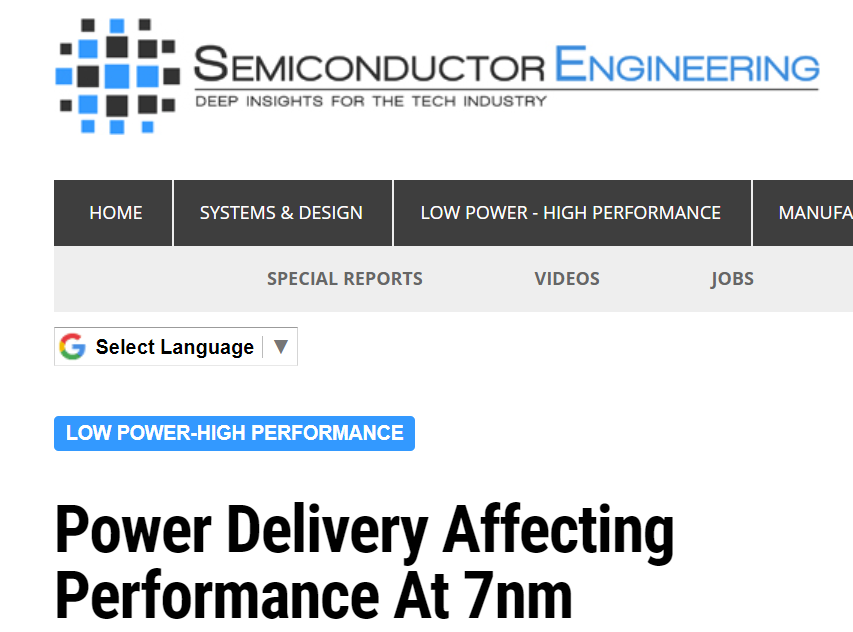 SEMICONDUCTOR ENGINEERING
DEEP INSIGHTS FOR THE TECH INDUSTRY
HOME SYSTEMS & DESIGN LOW POWER - HIGH PERFORMANCE MANUFA
SPECIAL REPORTS VIDEOS JOBS
Select Language ▼
LOW POWER-HIGH PERFORMANCE
Power Delivery Affecting
Performance At 7nm